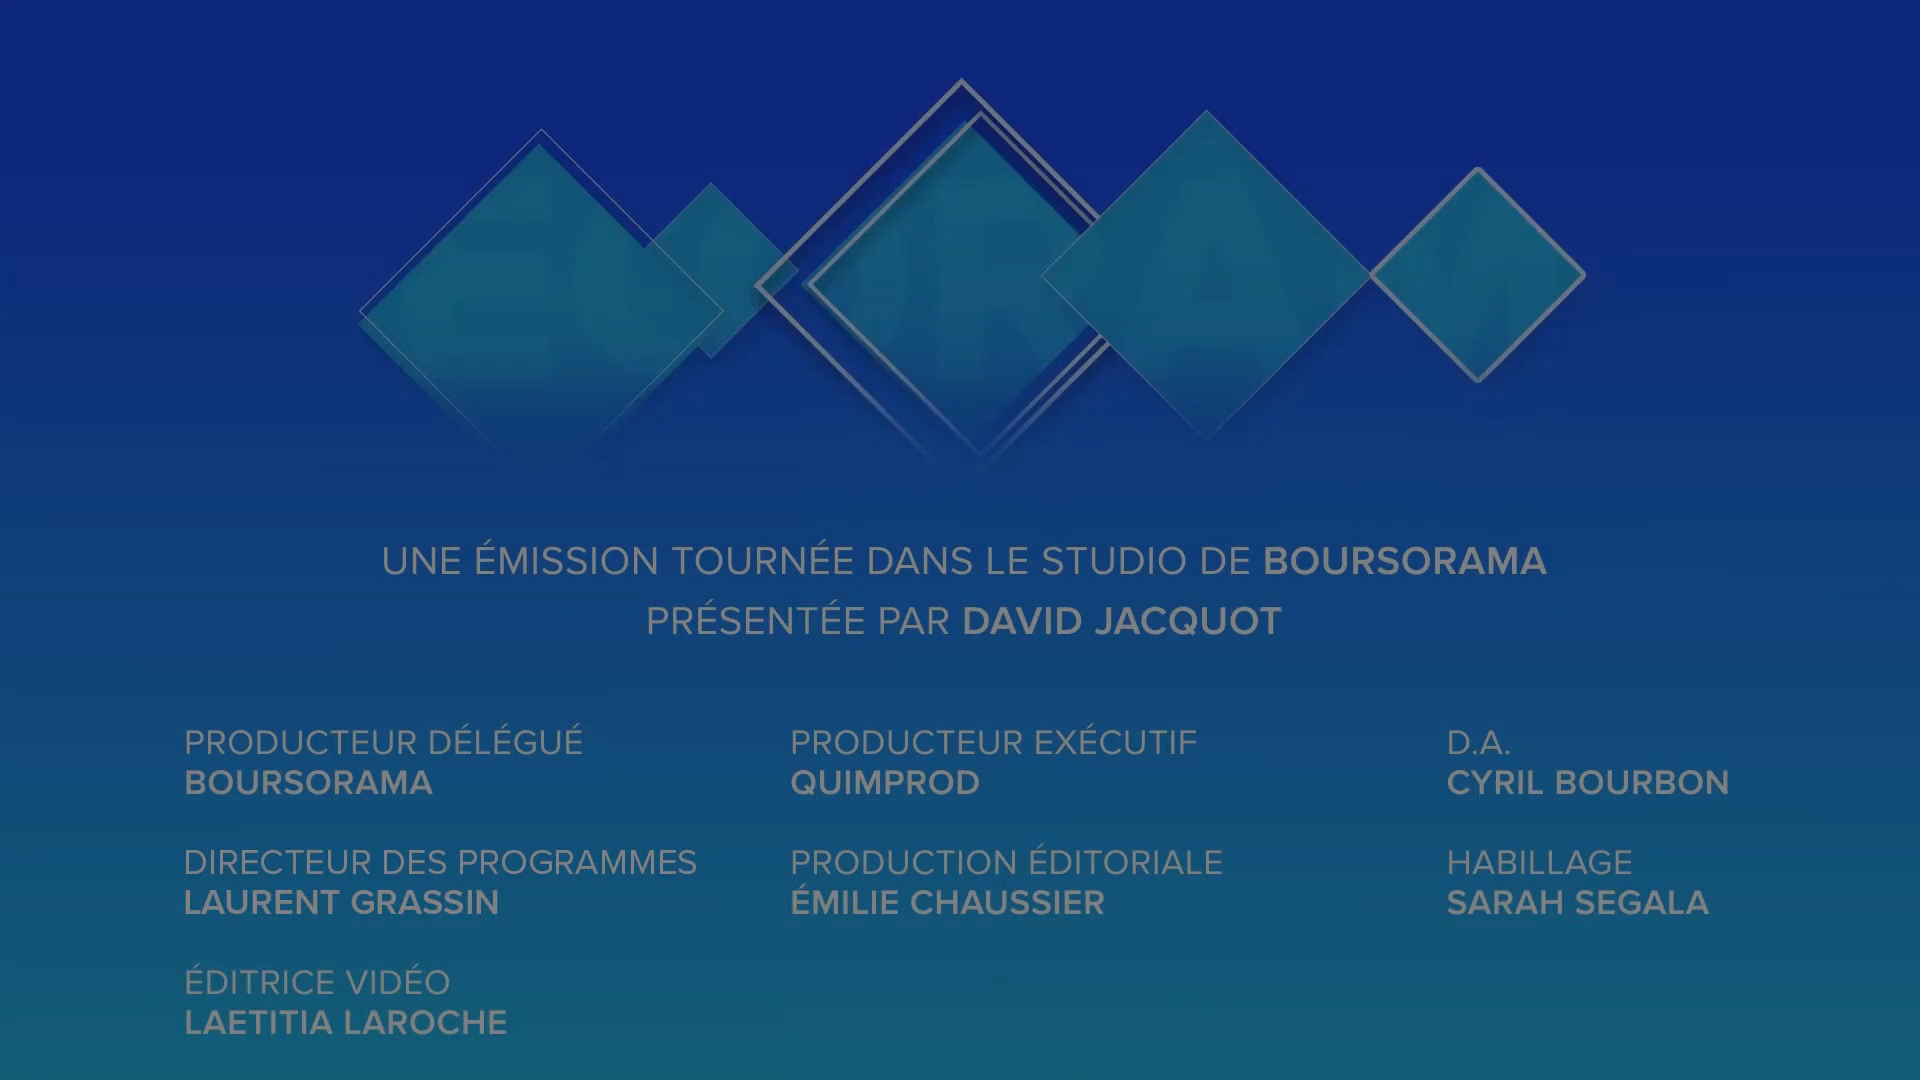 ÉCORAMA
UNE ÉMISSION TOURNÉE DANS LE STUDIO DE BOURSORAMA
PRÉSENTÉE PAR DAVID JACQUOT
PRODUCTEUR DÉLÉGUÉ
BOURSORAMA
PRODUCTEUR EXÉCUTIF
QUIMPROD
D.A.
CYRIL BOURBON
DIRECTEUR DES PROGRAMMES
LAURENT GRASSIN
PRODUCTION ÉDITORIALE
ÉMILIE CHAUSSIER
HABILLAGE
SARAH SEGALA
ÉDITRICE VIDÉO
LAETITIA LAROCHE